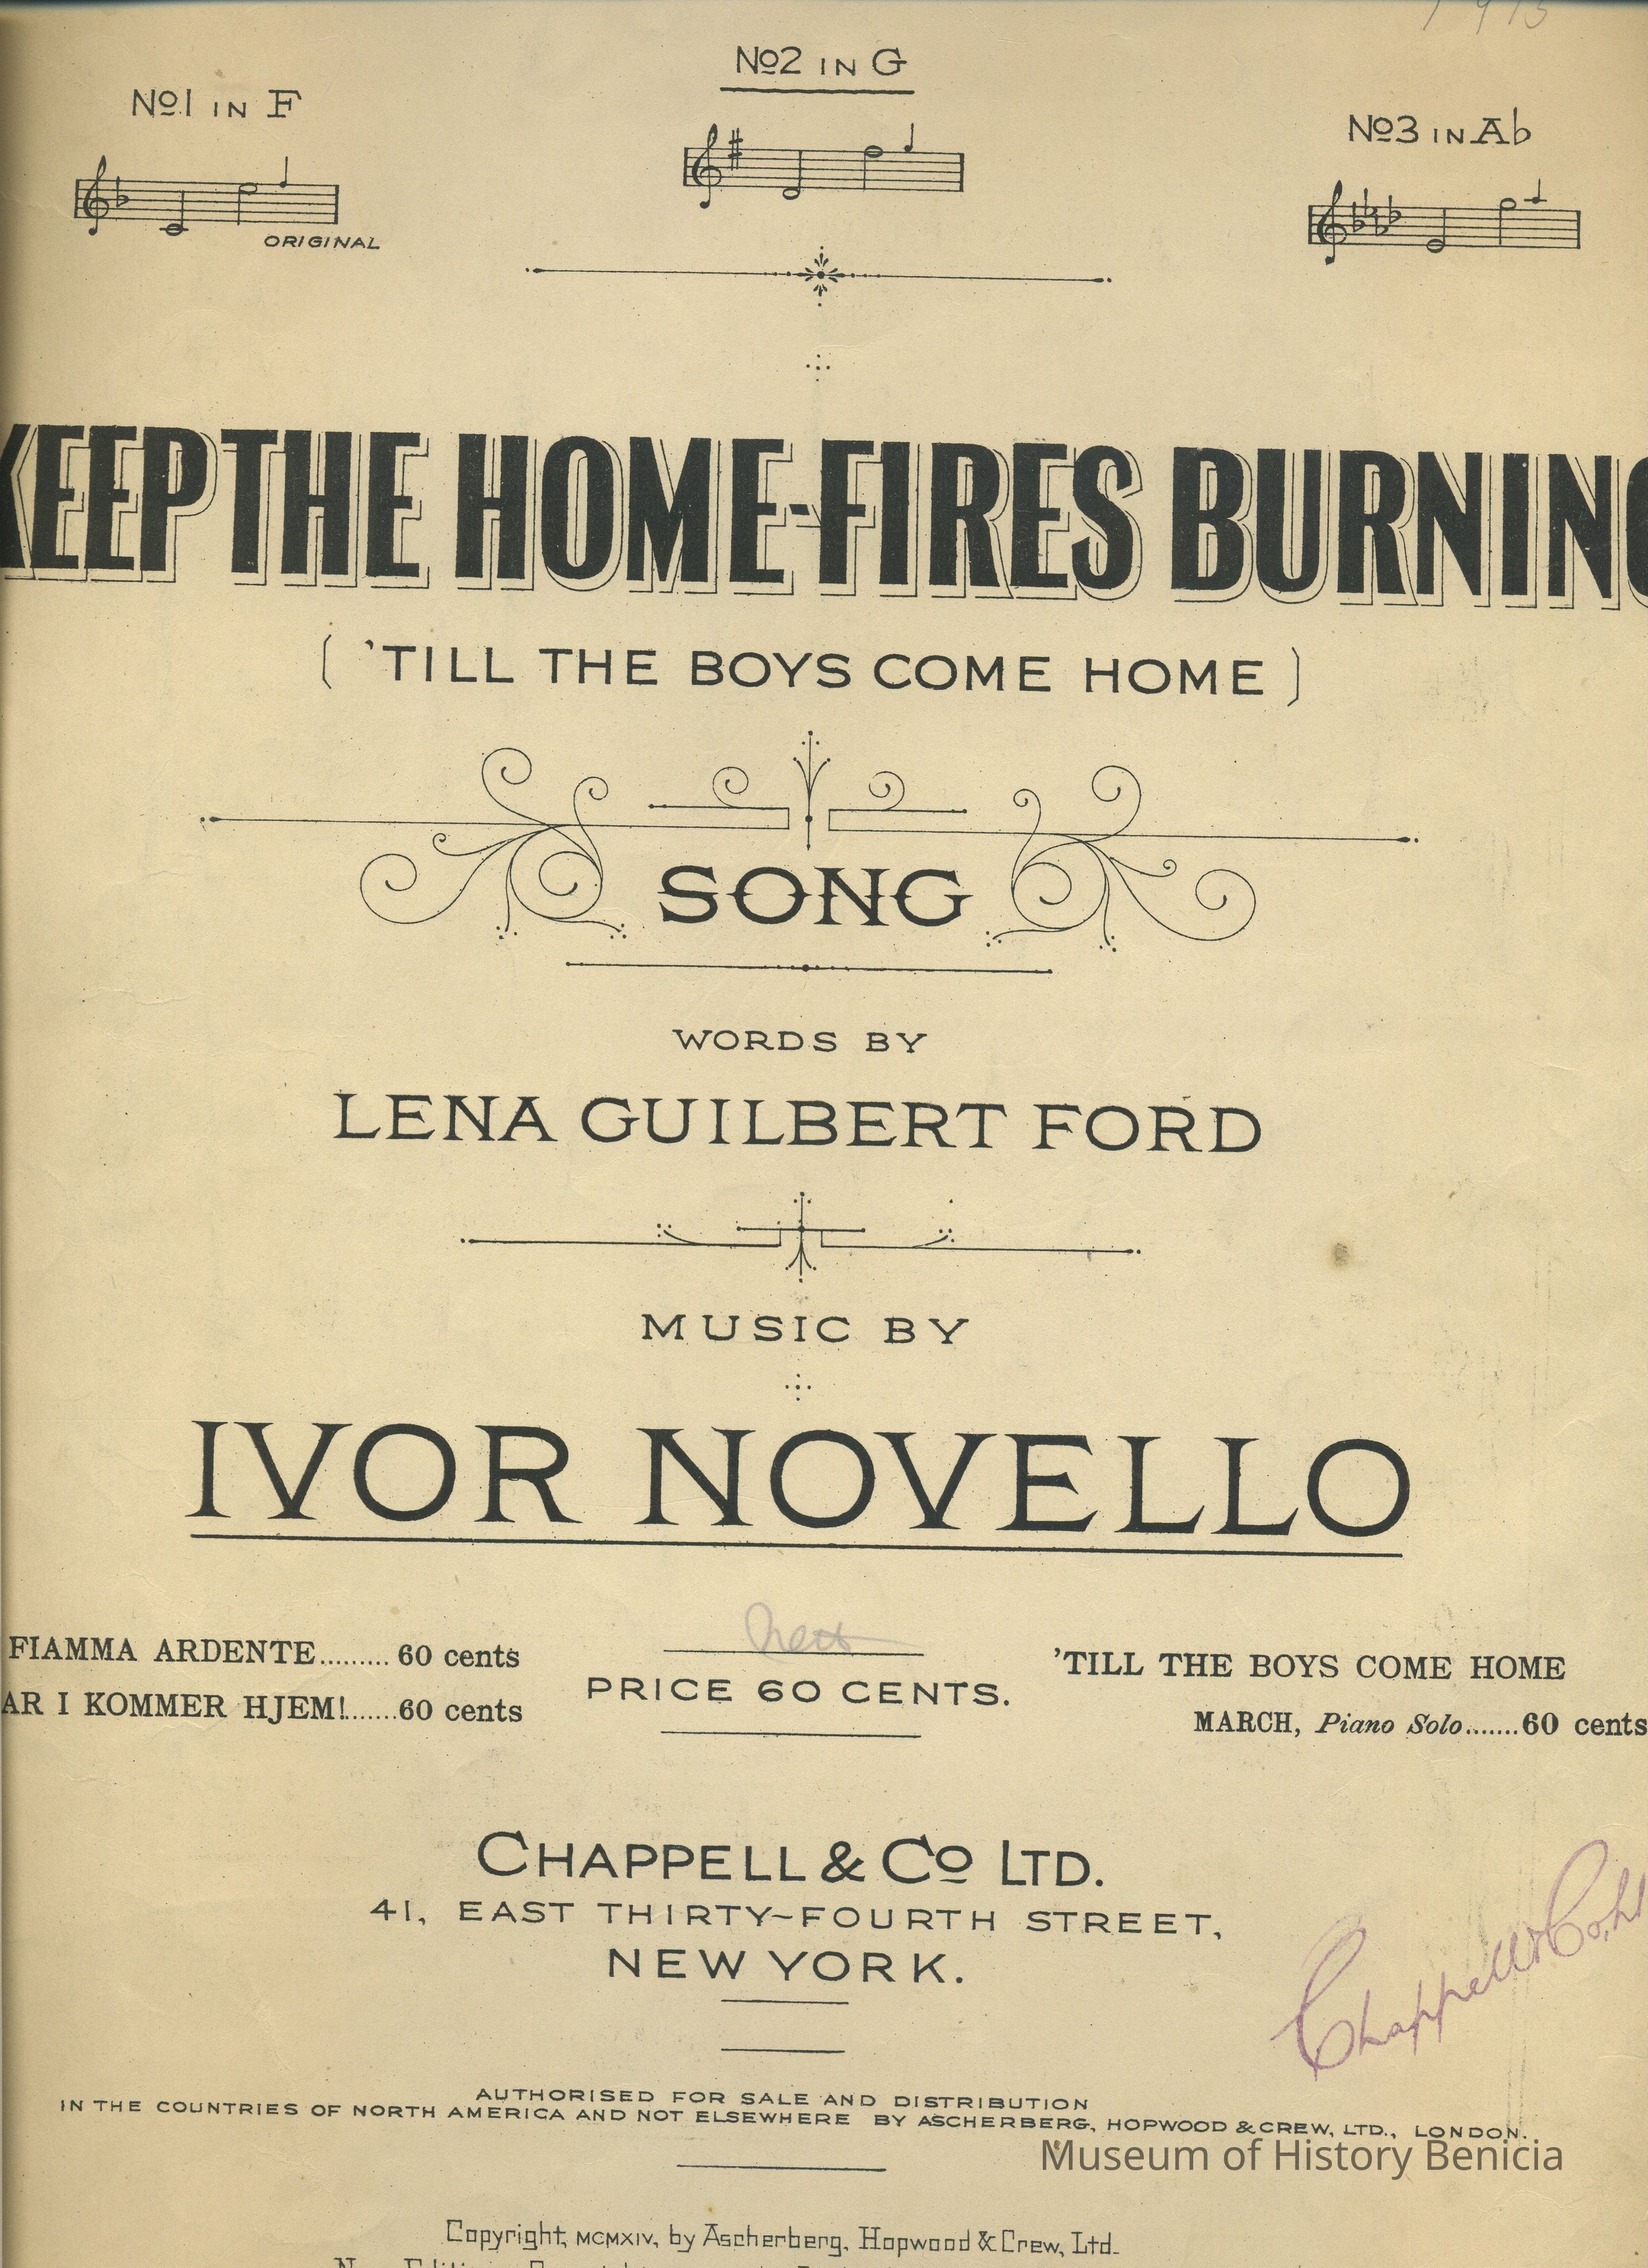 1915
No1 IN F
No2 IN G
No3 IN Ab
ORIGINAL
KEEP THE HOME-FIRES BURNING
('TILL THE BOYS COME HOME)
SONG
WORDS BY
LENA GUILBERT FORD
MUSIC BY
IVOR NOVELLO
FIAMMA ARDENTE......... 60 cents
AR I KOMMER HJEM!.......60 cents
PRICE 60 CENTS.
'TILL THE BOYS COME HOME
MARCH, Piano Solo.......60 cents
CHAPPELL & Co LTD.
41, EAST THIRTY-FOURTH STREET,
NEW YORK.
Chappell & Co. Lt
AUTHORISED FOR SALE AND DISTRIBUTION
IN THE COUNTRIES OF NORTH AMERICA AND NOT ELSEWHERE BY ASCHERBERG, HOPWOOD & CREW, LTD., LONDON.
Museum of History Benicia
Copyright, MCMXIV, by Ascherberg, Hopwood & Crew, Ltd.